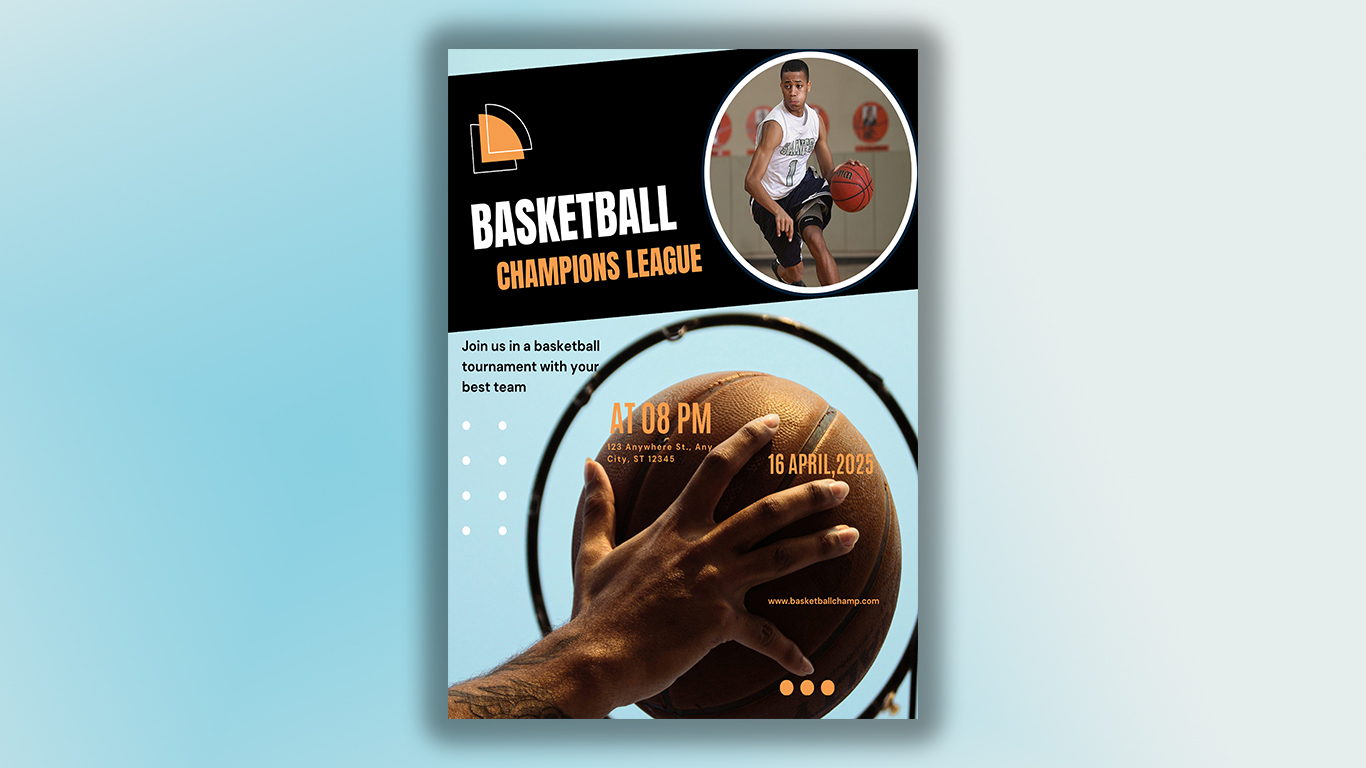 BASKETBALL
CHAMPIONS LEAGUE
Join us in a basketball
tournament with your
best team
AT 08 PM
123 Anywhere St., Any
City, ST 12345
16 APRIL,2025
www.basketballchamp.com
1